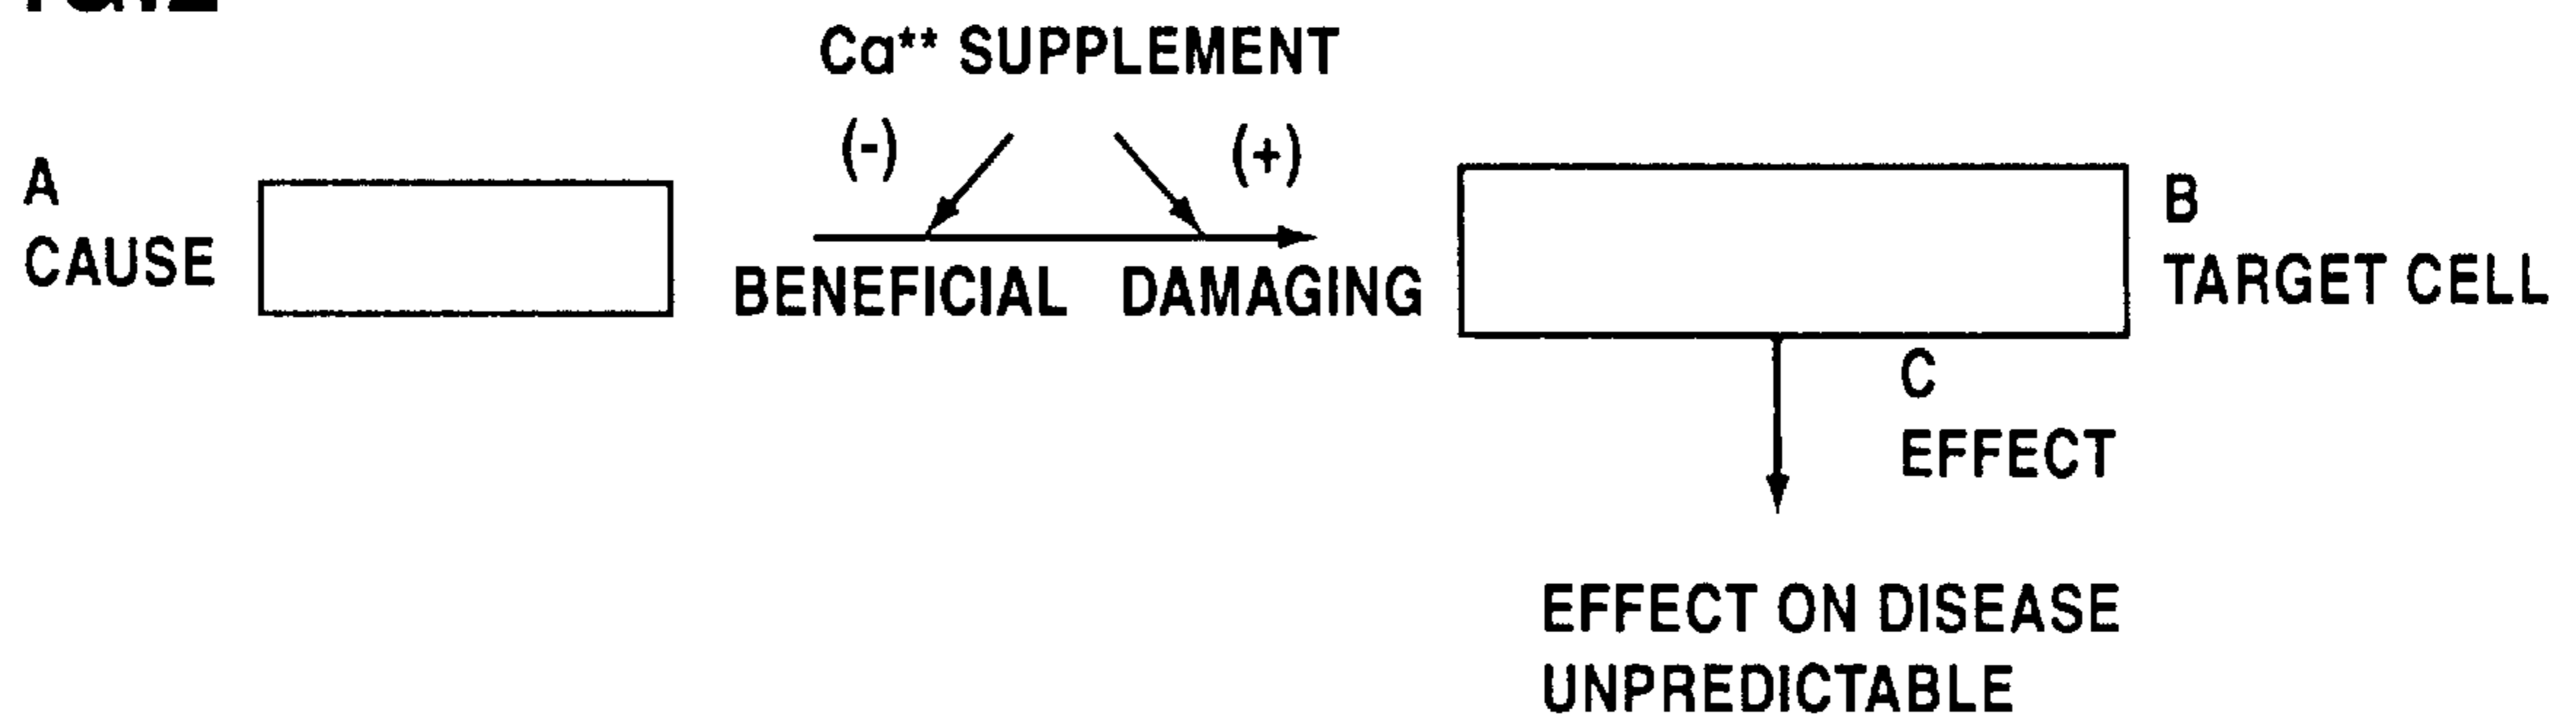 Ca** SUPPLEMENT
(-)
(+)
A
CAUSE
BENEFICIAL DAMAGING
B
TARGET CELL
C
EFFECT
EFFECT ON DISEASE
UNPREDICTABLE